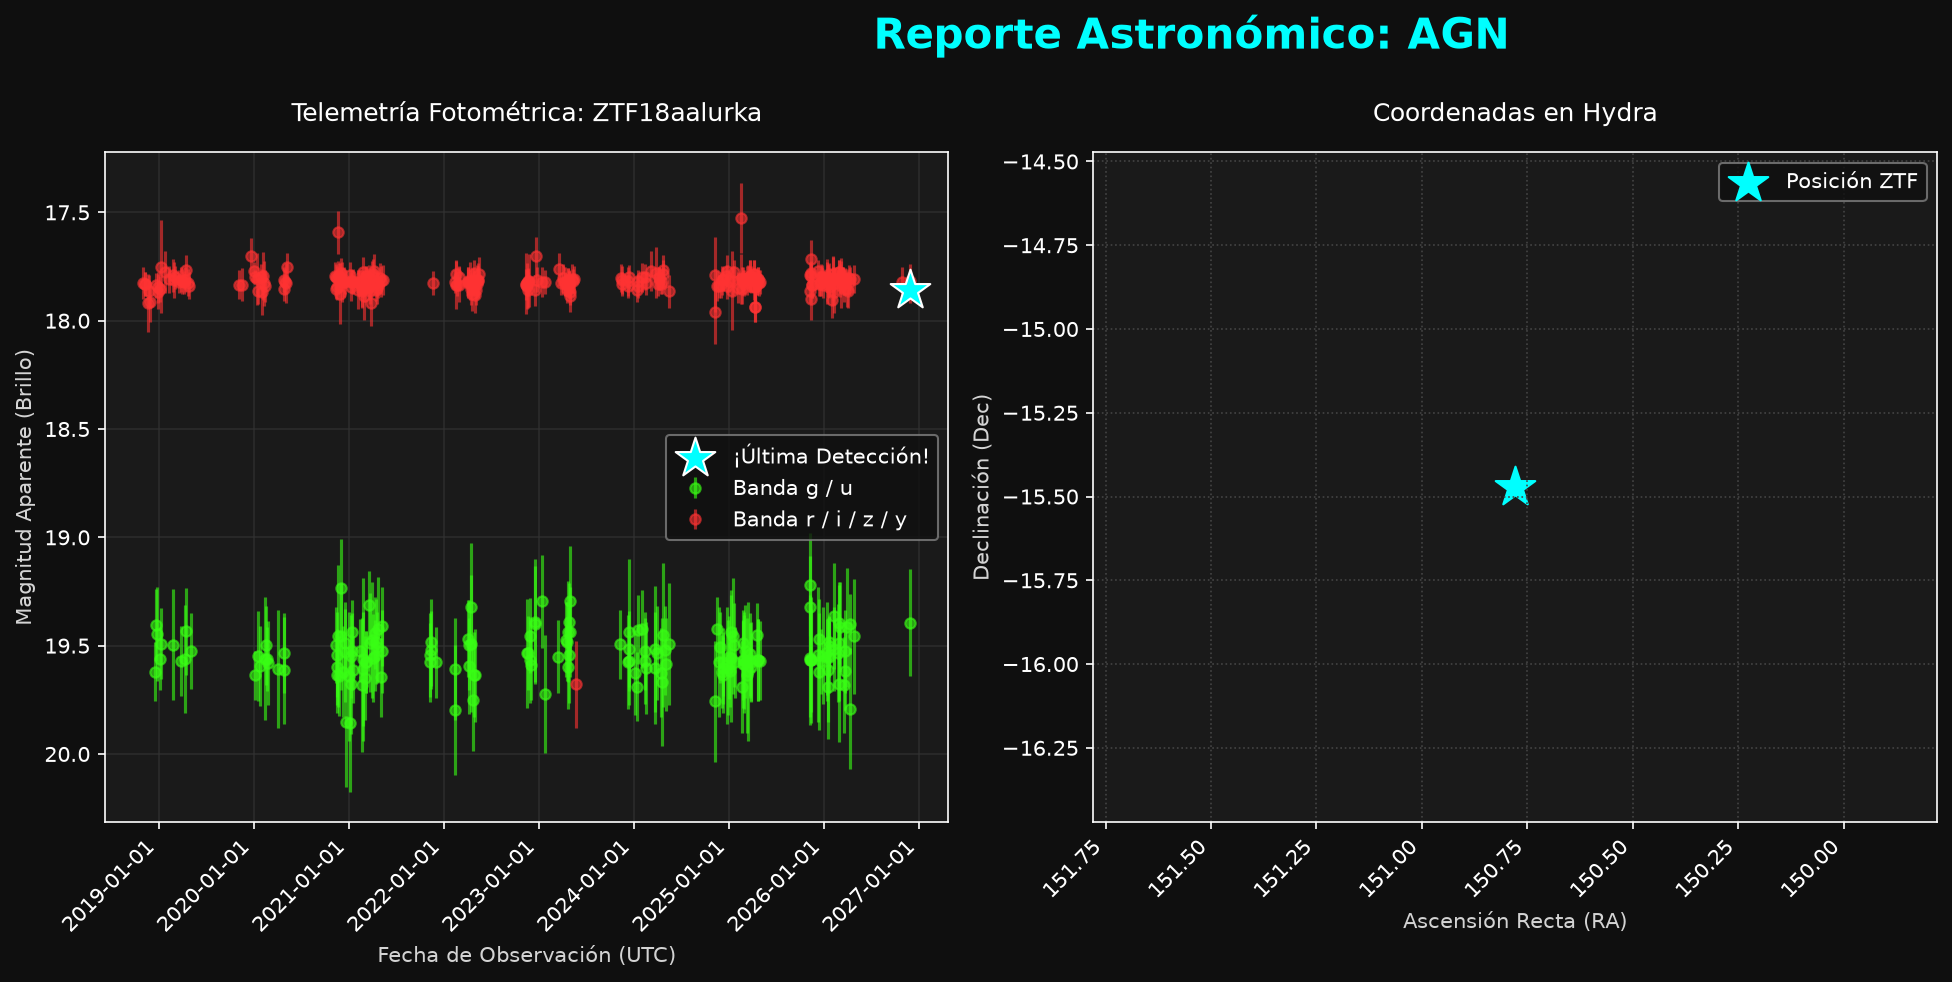 Reporte Astronómico: AGN
Telemetría Fotométrica: ZTF18aalurka
Magnitud Aparente (Brillo)
17.5
18.0
18.5
19.0
19.5
20.0
¡Última Detección!
Banda g / u
Banda r / i / z / y
2019-01-01
2020-01-01
2021-01-01
2022-01-01
2023-01-01
2024-01-01
2025-01-01
2026-01-01
2027-01-01
Fecha de Observación (UTC)
Coordenadas en Hydra
Declinación (Dec)
−14.50
−14.75
−15.00
−15.25
−15.50
−15.75
−16.00
−16.25
Posición ZTF
151.75
151.50
151.25
151.00
150.75
150.50
150.25
150.00
Ascensión Recta (RA)